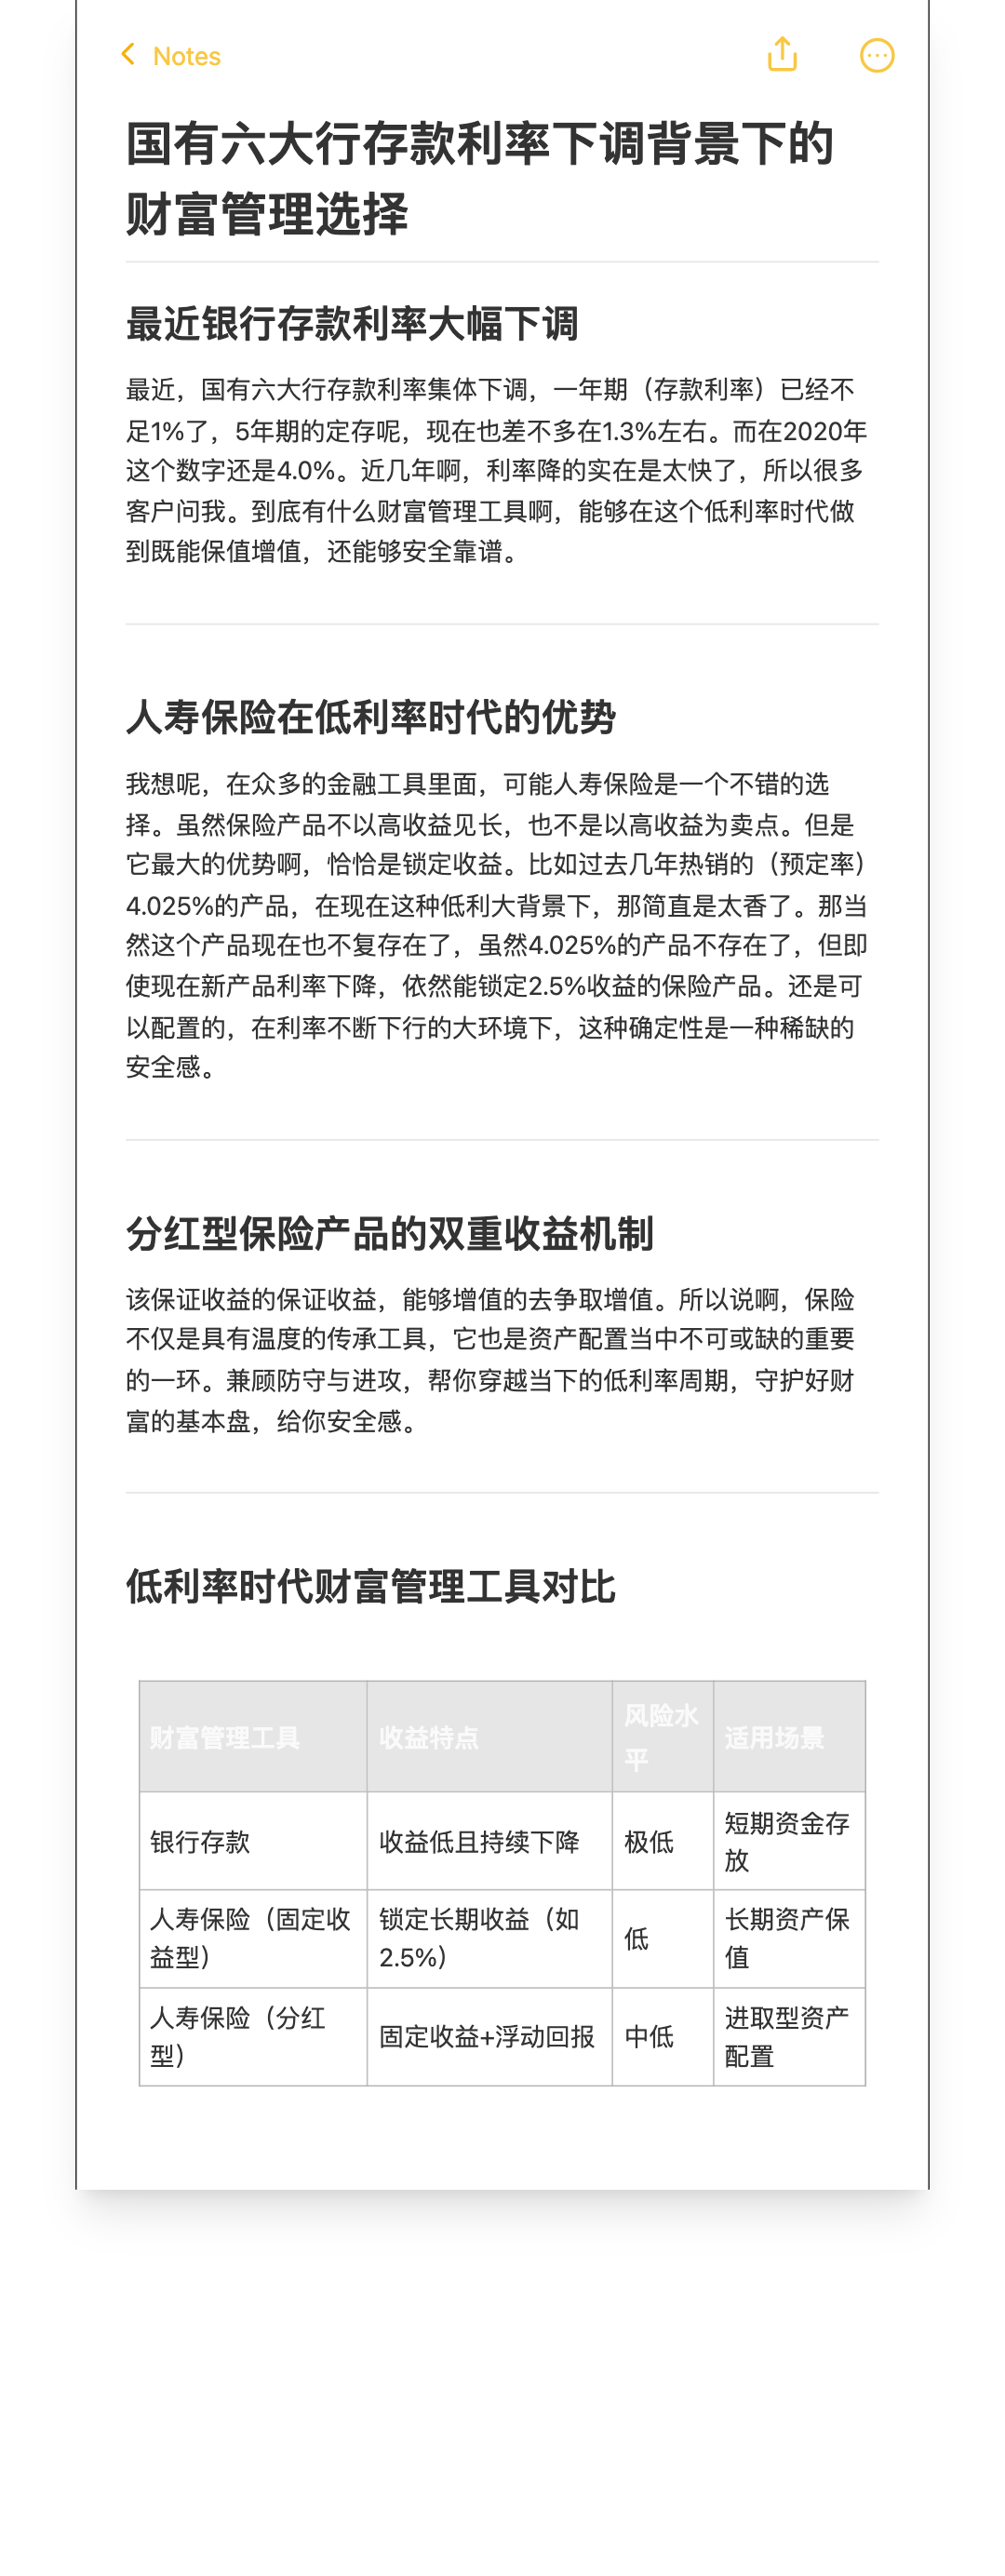 Notes
国有六大行存款利率下调背景下的
财富管理选择
最近银行存款利率大幅下调
最近，国有六大行存款利率集体下调，一年期（存款利率）已经不
足1%了，5年期的定存呢，现在也差不多在1.3%左右。而在2020年
这个数字还是4.0%。近几年啊，利率降的实在是太快了，所以很多
客户问我。到底有什么财富管理工具啊，能够在这个低利率时代做
到既能保值增值，还能够安全靠谱。
人寿保险在低利率时代的优势
我想呢，在众多的金融工具里面，可能人寿保险是一个不错的选
择。虽然保险产品不以高收益见长，也不是以高收益为卖点。但是
它最大的优势啊，恰恰是锁定收益。比如过去几年热销的（预定率）
4.025%的产品，在现在这种低利大背景下，那简直是太香了。那当
然这个产品现在也不复存在了，虽然4.025%的产品不存在了，但即
使现在新产品利率下降，依然能锁定2.5%收益的保险产品。还是可
以配置的，在利率不断下行的大环境下，这种确定性是一种稀缺的
安全感。
分红型保险产品的双重收益机制
该保证收益的保证收益，能够增值的去争取增值。所以说啊，保险
不仅是具有温度的传承工具，它也是资产配置当中不可或缺的重要
的一环。兼顾防守与进攻，帮你穿越当下的低利率周期，守护好财
富的基本盘，给你安全感。
低利率时代财富管理工具对比
财富管理工具
收益特点
风险水
平
适用场景
银行存款
收益低且持续下降
极低
短期资金存
放
人寿保险（固定收
益型）
锁定长期收益（如
2.5%）
低
长期资产保
值
人寿保险（分红
型）
固定收益+浮动回报
中低
进取型资产
配置